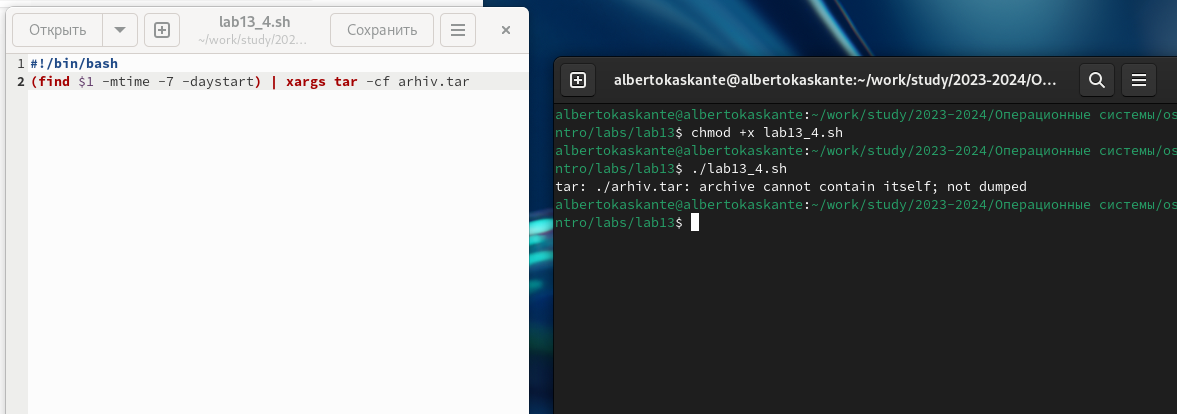 Открыть
lab13_4.sh
~/work/study/202…
Сохранить
1 #!/bin/bash
2 (find $1 -mtime -7 -daystart) | xargs tar -cf arhiv.tar
albertokaskante@albertokaskante:~/work/study/2023-2024/О…
albertokaskante@albertokaskante:~/work/study/2023-2024/Операционные системы/os
ntro/labs/lab13$ chmod +x lab13_4.sh
albertokaskante@albertokaskante:~/work/study/2023-2024/Операционные системы/os
ntro/labs/lab13$ ./lab13_4.sh
tar: ./arhiv.tar: archive cannot contain itself; not dumped
albertokaskante@albertokaskante:~/work/study/2023-2024/Операционные системы/os
ntro/labs/lab13$